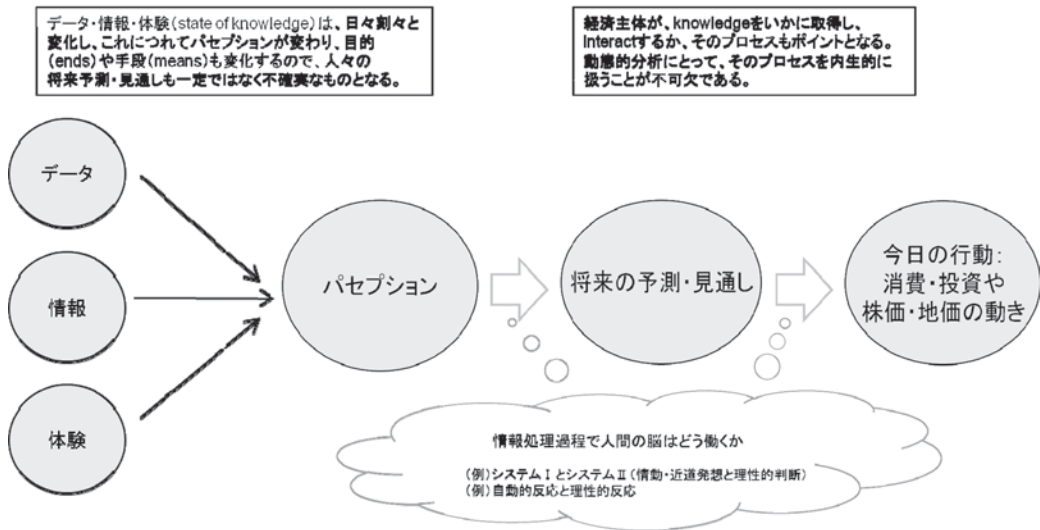 データ・情報・体験(state of knowledge)は、日々刻々と
変化し、これにつれてパセプションが変わり、目的
(ends)や手段(means)も変化するので、人々の
将来予測・見通しも一定ではなく不確実なものとなる。
経済主体が、knowledgeをいかに取得し、
Interactするか、そのプロセスもポイントとなる。
動態的分析にとって、そのプロセスを内生的に
扱うことが不可欠である。
データ
情報
体験
パセプション
将来の予測・見通し
今日の行動:
消費・投資や
株価・地価の動き
情報処理過程で人間の脳はどう働くか
(例)システムⅠとシステムⅡ(情動・近道発想と理性的判断)
(例)自動的反応と理性的反応